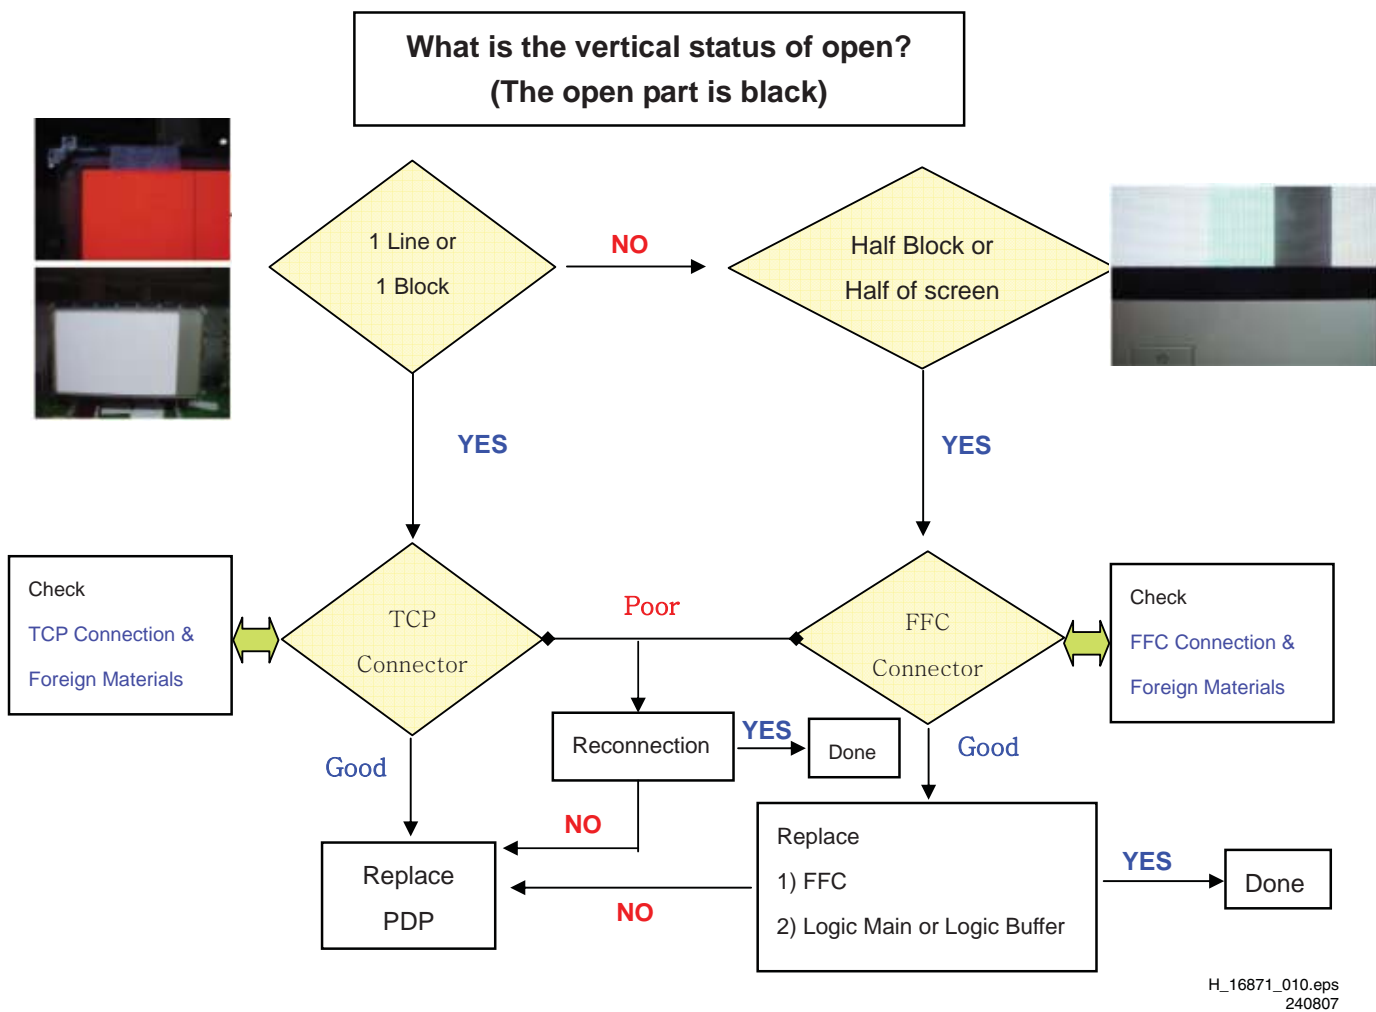 What is the vertical status of open?
(The open part is black)
1 Line or
1 Block
NO
Half Block or
Half of screen
YES
YES
Check
TCP Connection &
Foreign Materials
TCP
Connector
Poor
FFC
Connector
Check
FFC Connection &
Foreign Materials
Good
Reconnection
YES
Done
Good
NO
Replace
PDP
NO
Replace
1) FFC
2) Logic Main or Logic Buffer
YES
Done
H_16871_010.eps
240807